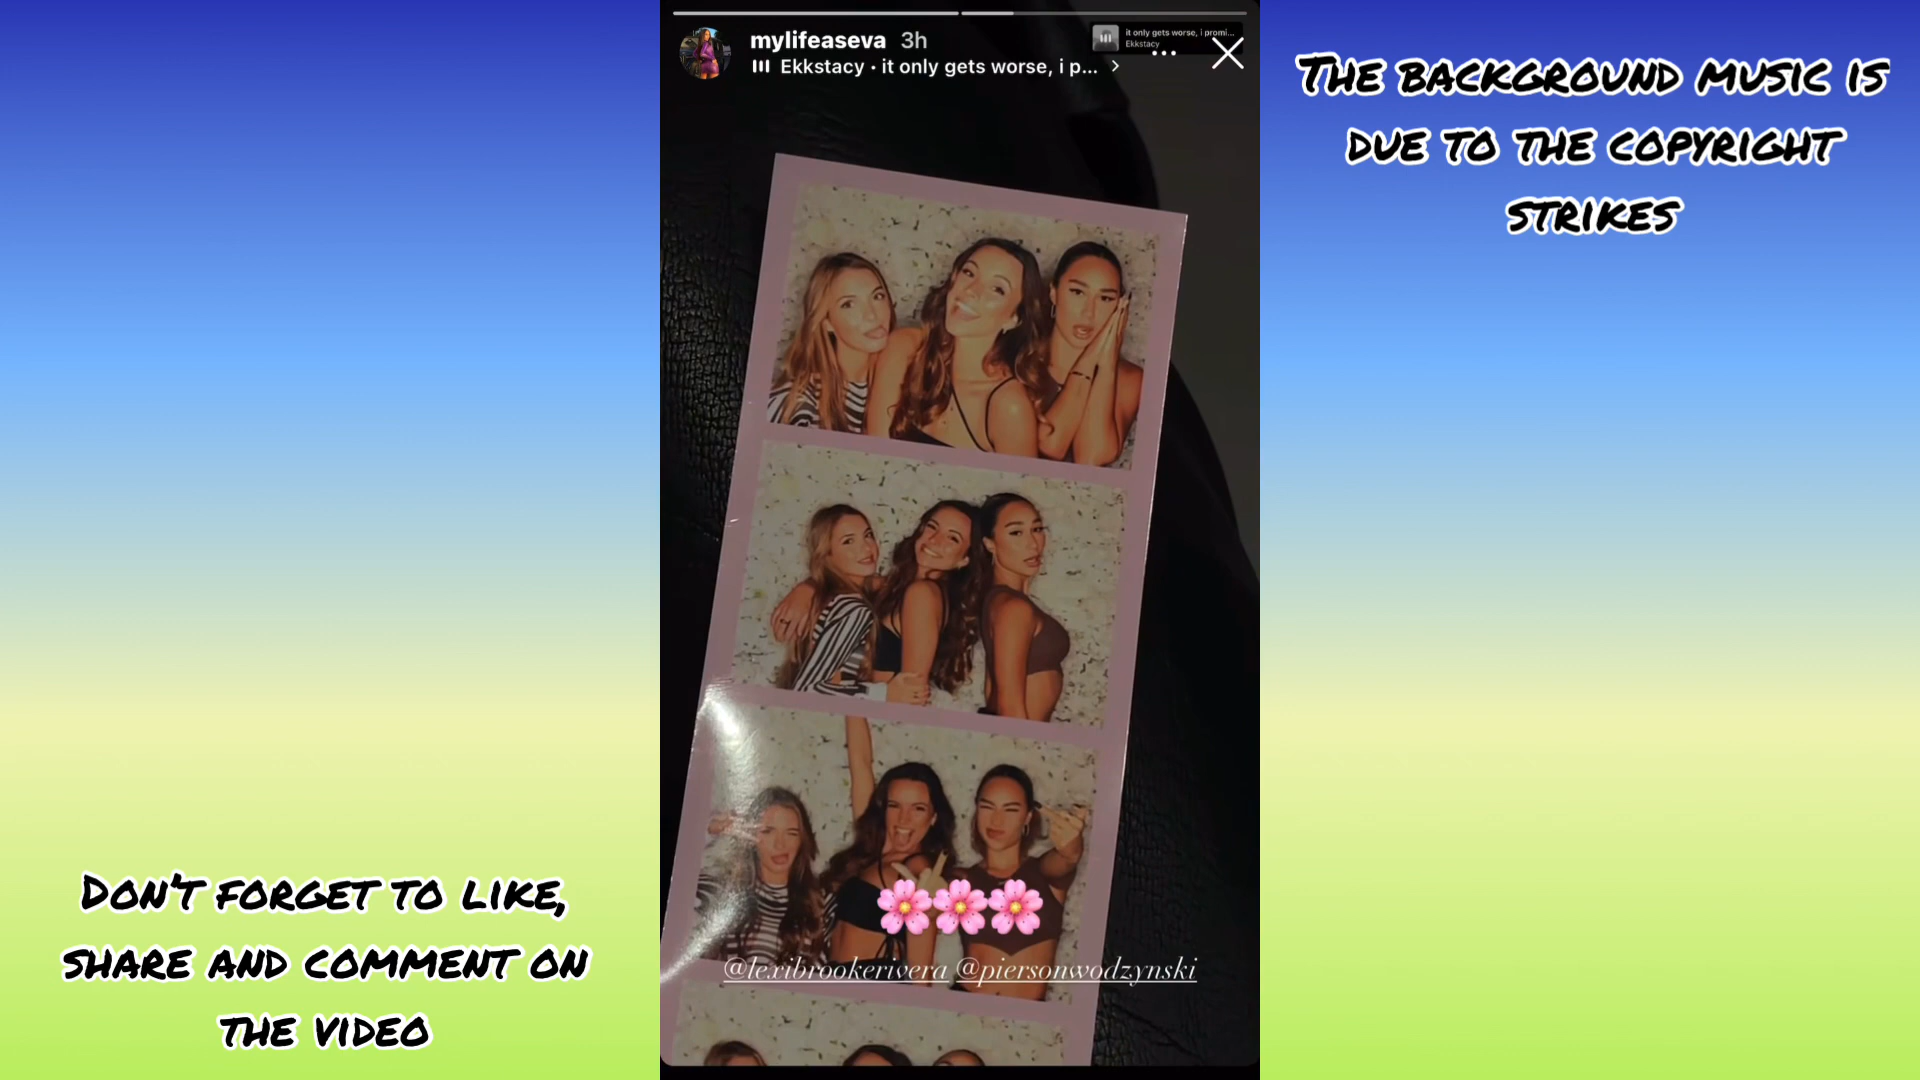 mylifeaseva 3h
Ekkstacy • it only gets worse, i p... >
it only gets worse, i promi...
Ekkstacy
The background music is
due to the copyright
strikes
Don't forget to like,
share and comment on
the video
@lexibrookerivera @piersonwodzynski